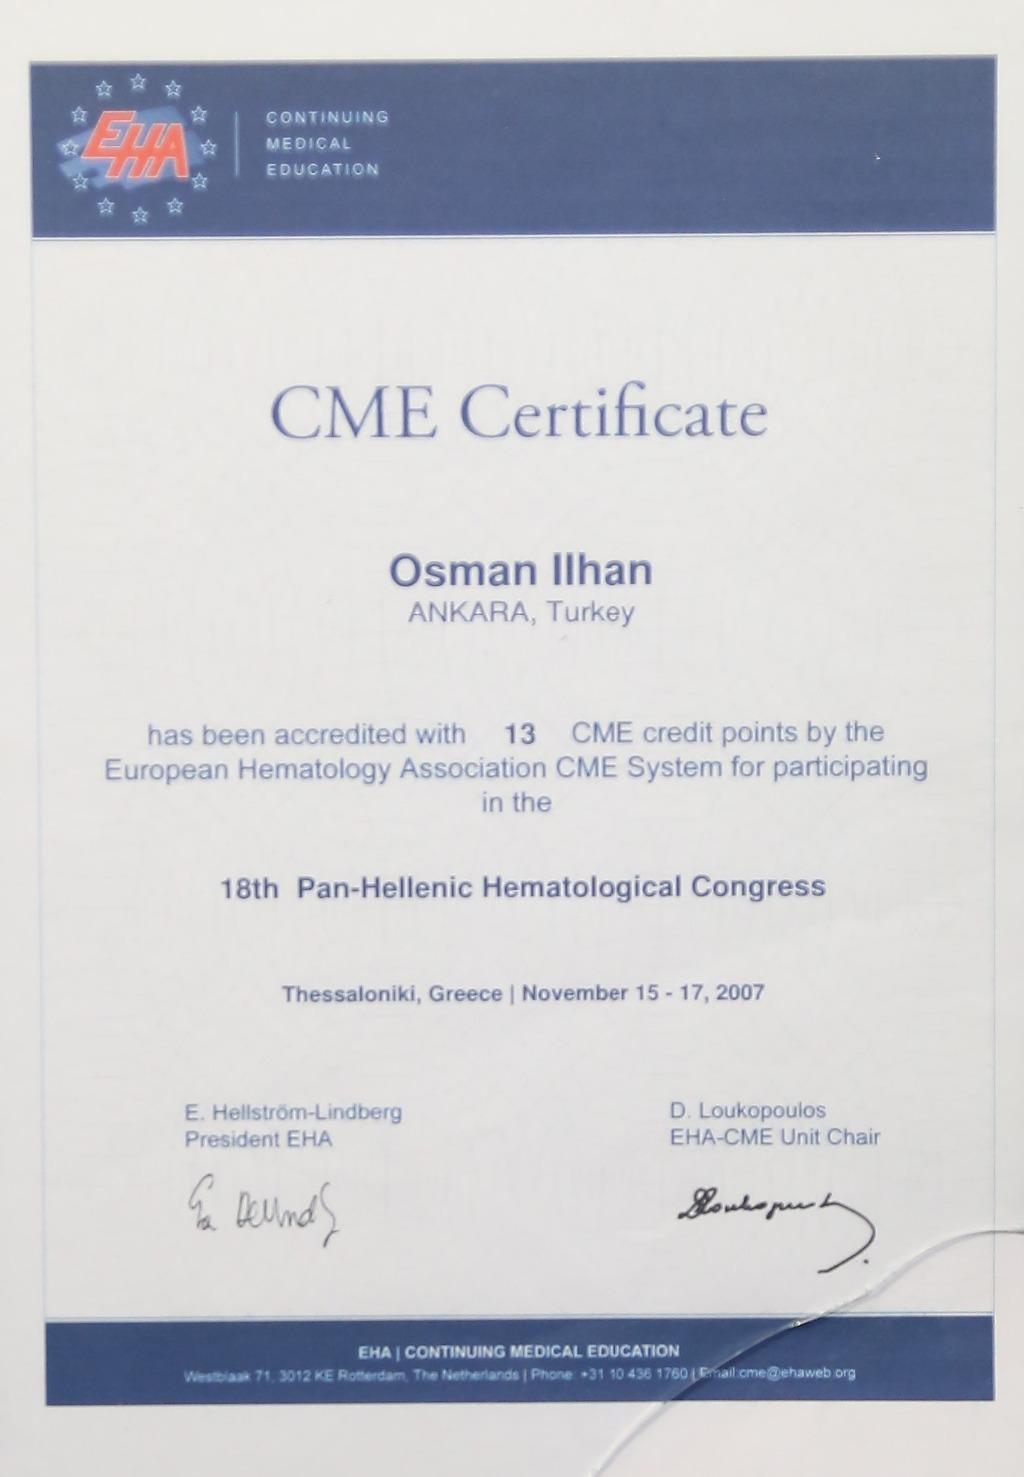 EHA
CONTINUING
MEDICAL
EDUCATION
CME Certificate
Osman Ilhan
ANKARA, Turkey
has been accredited with 13 CME credit points by the
European Hematology Association CME System for participating
in the
18th Pan-Hellenic Hematological Congress
Thessaloniki, Greece | November 15 - 17, 2007
E. Hellström-Lindberg
President EHA
D. Loukopoulos
EHA-CME Unit Chair
EHA | CONTINUING MEDICAL EDUCATION
Westblaak 71, 3012 KE Rotterdam, The Netherlands | Phone: +31 10 436 1760 | Email:cme@ehaweb.org